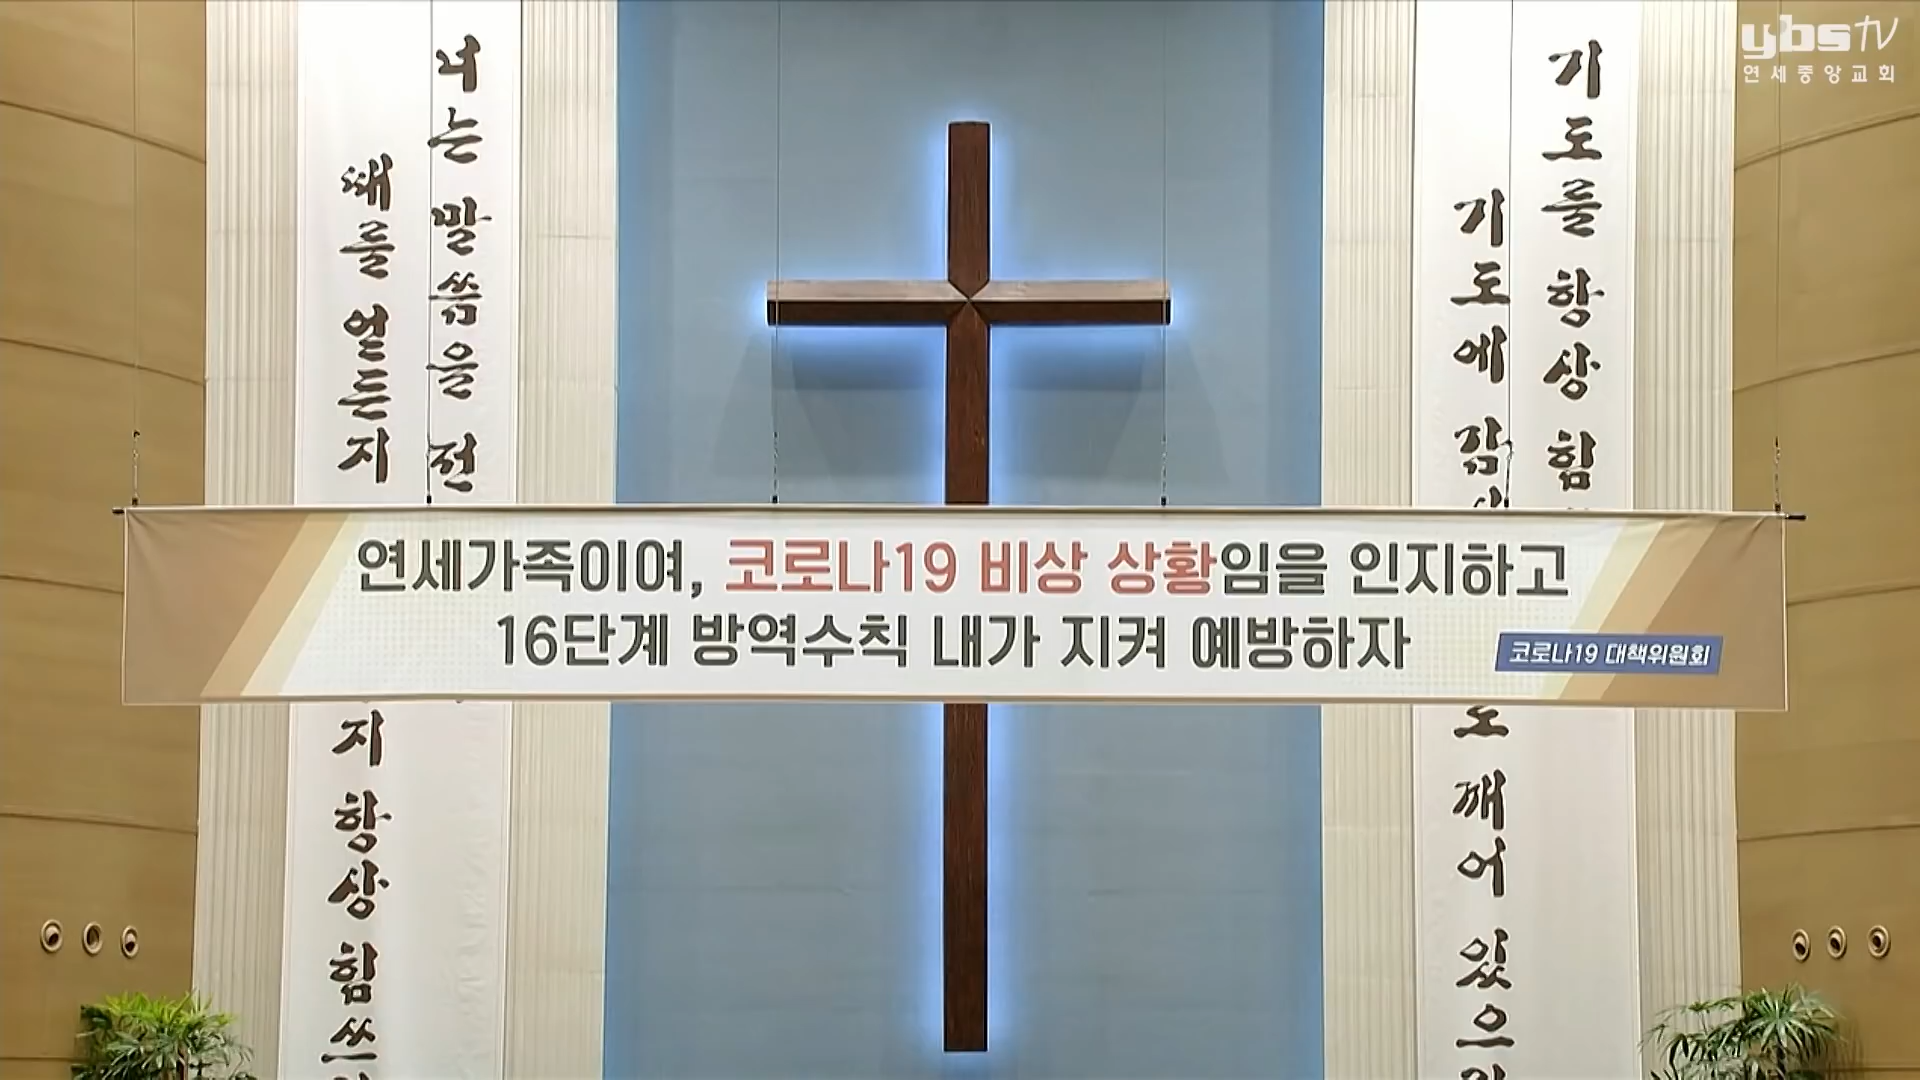 ybsTV
연세중앙교회
너는 말씀을 전
때를 얻든지
지 항상 힘쓰
기도를 항상 힘
기도에 감
도 깨어 있으
연세가족이여, 코로나19 비상 상황임을 인지하고
16단계 방역수칙 내가 지켜 예방하자
코로나19 대책위원회